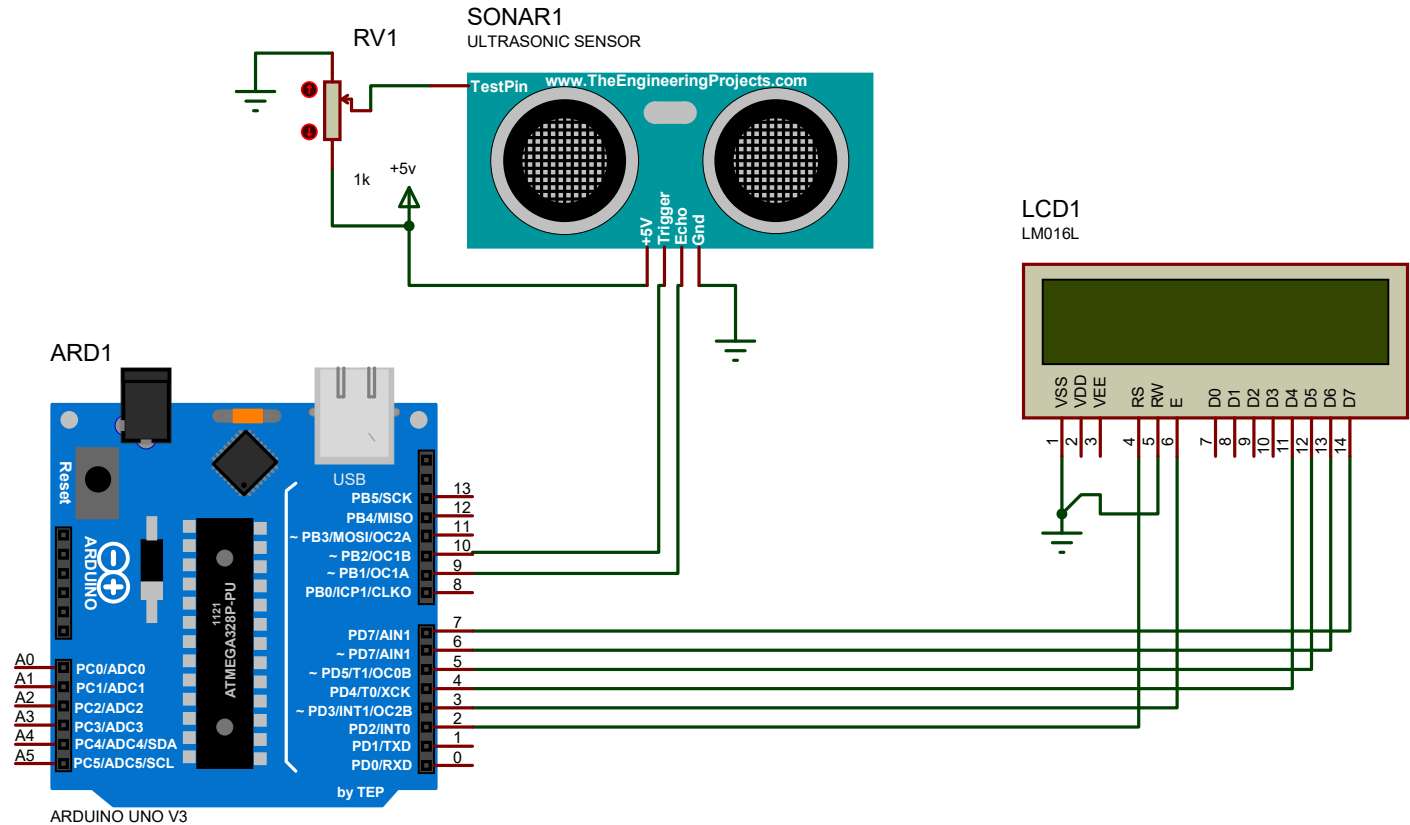 SONAR1
ULTRASONIC SENSOR
RV1
TestPin
www.TheEngineeringProjects.com
1k
+5v
+5V
Trigger
Echo
Gnd
LCD1
LM016L
VSS
VDD
VEE
RS
RW
E
D0
D1
D2
D3
D4
D5
D6
D7
1
2
3
4
5
6
7
8
9
10
11
12
13
14
ARD1
Reset
USB
ARDUINO
1121
ATMEGA328P-PU
PB5/SCK 13
PB4/MISO 12
~ PB3/MOSI/OC2A 11
~ PB2/OC1B 10
~ PB1/OC1A 9
PB0/ICP1/CLKO 8
PD7/AIN1 7
~ PD7/AIN1 6
~ PD5/T1/OC0B 5
PD4/T0/XCK 4
~ PD3/INT1/OC2B 3
PD2/INT0 2
PD1/TXD 1
PD0/RXD 0
A0 PC0/ADC0
A1 PC1/ADC1
A2 PC2/ADC2
A3 PC3/ADC3
A4 PC4/ADC4/SDA
A5 PC5/ADC5/SCL
by TEP
ARDUINO UNO V3